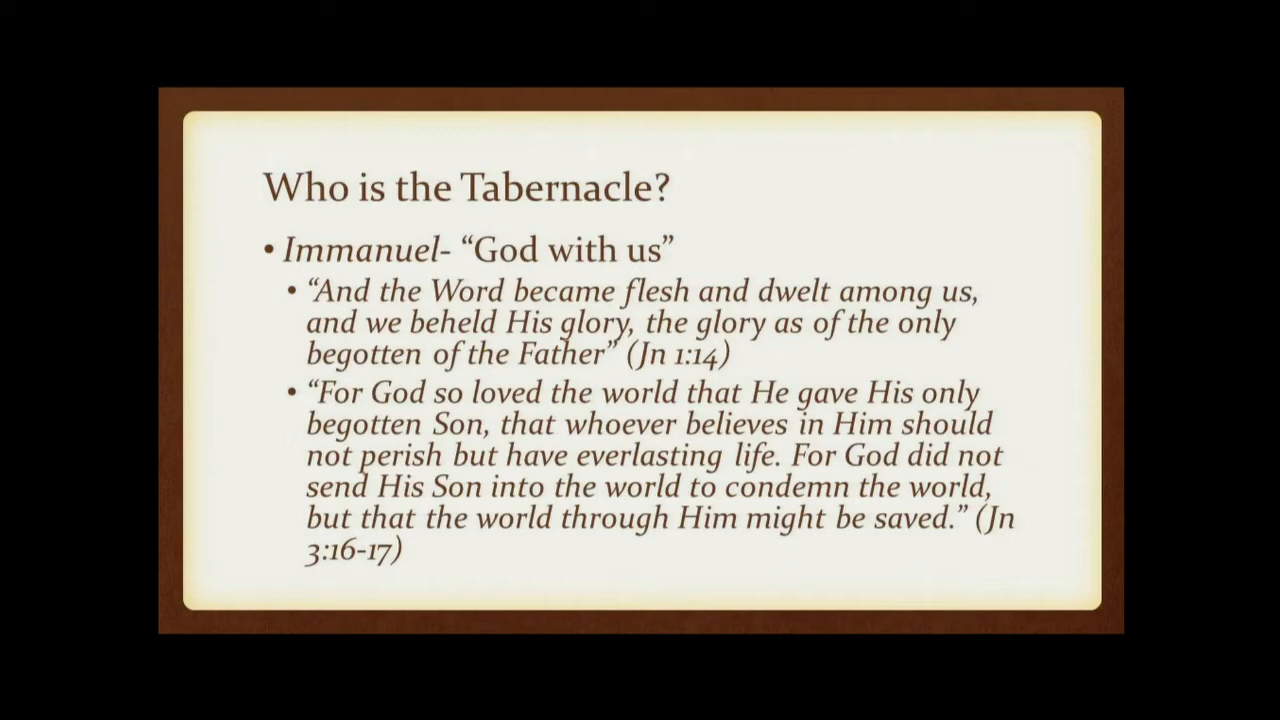 Who is the Tabernacle?
• Immanuel- “God with us”
• “And the Word became flesh and dwelt among us,
and we beheld His glory, the glory as of the only
begotten of the Father” (Jn 1:14)
• “For God so loved the world that He gave His only
begotten Son, that whoever believes in Him should
not perish but have everlasting life. For God did not
send His Son into the world to condemn the world,
but that the world through Him might be saved.” (Jn
3:16-17)